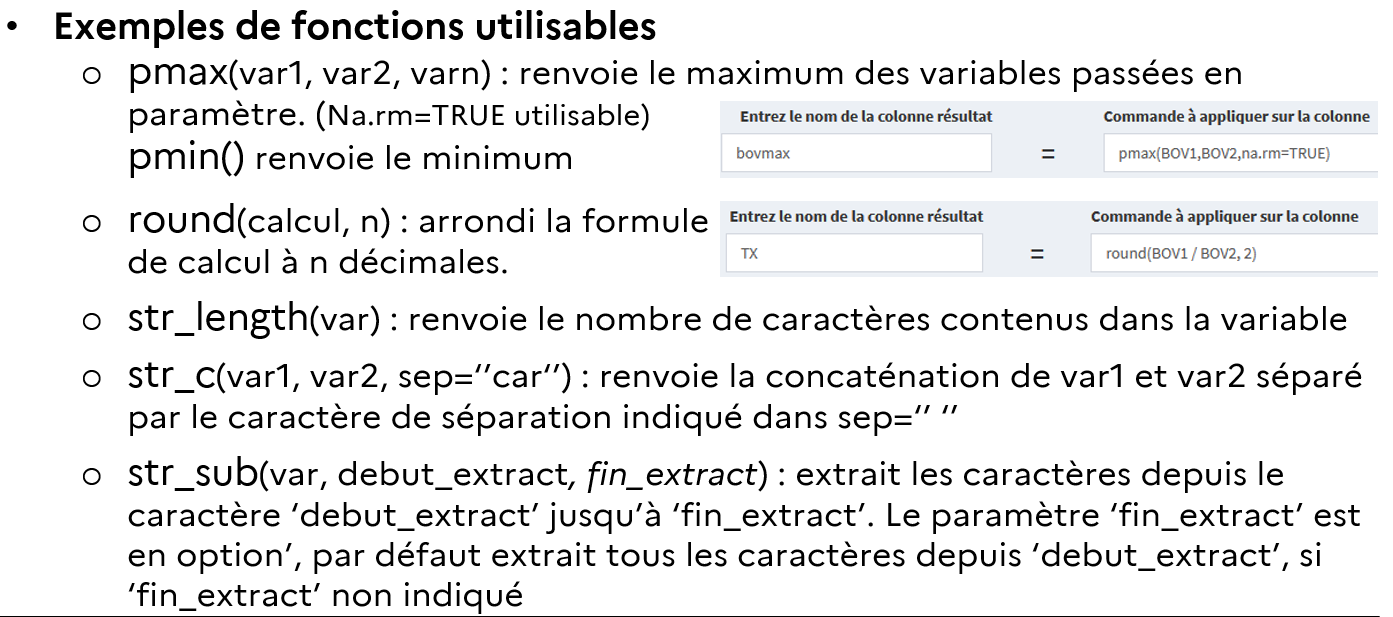 • Exemples de fonctions utilisables
o pmax(var1, var2, varn) : renvoie le maximum des variables passées en
paramètre. (Na.rm=TRUE utilisable)
pmin() renvoie le minimum
Entrez le nom de la colonne résultat Commande à appliquer sur la colonne
bovmax = pmax(BOV1,BOV2,na.rm=TRUE)
o round(calcul, n) : arrondi la formule
de calcul à n décimales.
Entrez le nom de la colonne résultat Commande à appliquer sur la colonne
TX = round(BOV1 / BOV2, 2)
o str_length(var) : renvoie le nombre de caractères contenus dans la variable
o str_c(var1, var2, sep=’’car’’) : renvoie la concaténation de var1 et var2 séparé
par le caractère de séparation indiqué dans sep=’’ ’’
o str_sub(var, debut_extract, fin_extract) : extrait les caractères depuis le
caractère ‘debut_extract’ jusqu’à ‘fin_extract’. Le paramètre ‘fin_extract’ est
en option’, par défaut extrait tous les caractères depuis ‘debut_extract’, si
‘fin_extract’ non indiqué